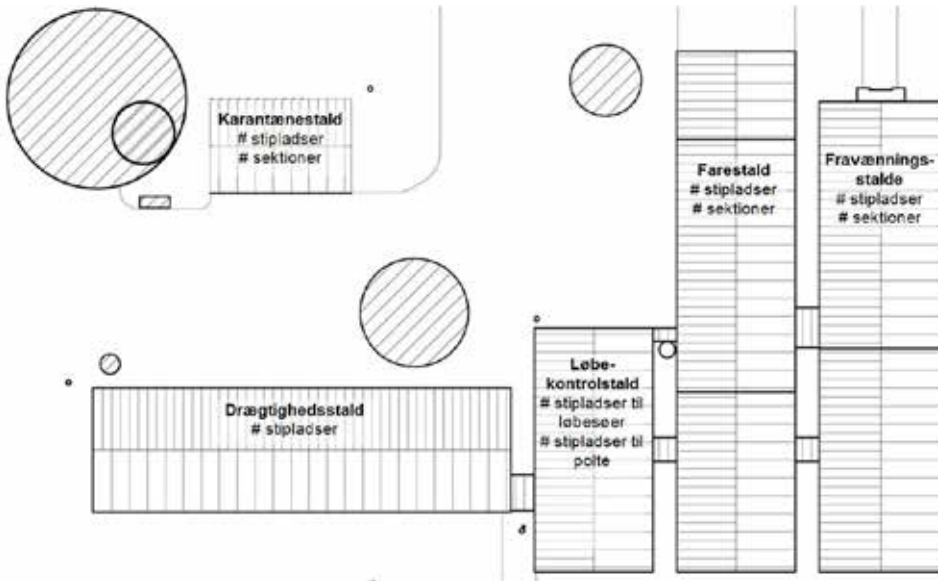 Karantænestald
# stipladser
# sektioner
Farestald
# stipladser
# sektioner
Fravænnings-
stalde
# stipladser
# sektioner
Løbe-
kontrolstald
# stipladser til
løbesøer
# stipladser til
polte
Drægtighedsstald
# stipladser